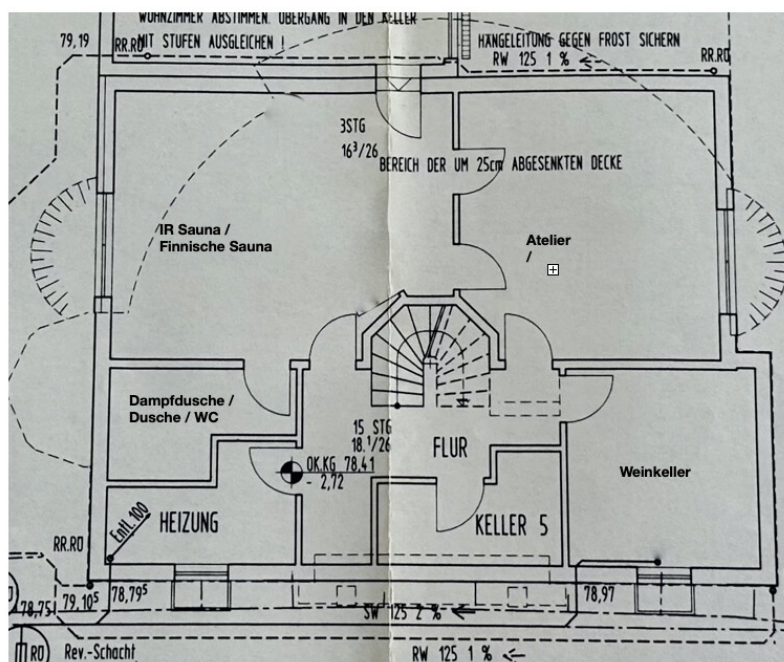 WOHNZIMMER ABSTIMMEN. ÜBERGANG IN DEN KELLER
79,19
RR.RO
MIT STUFEN AUSGLEICHEN !
HÄNGELEITUNG GEGEN FROST SICHERN
RW 125 1 %
RR.RO
3STG
16³/26
BEREICH DER UM 25cm ABGESENKTEN DECKE
IR Sauna /
Finnische Sauna
Atelier
/
Dampfdusche /
Dusche / WC
15 STG
18.¹/26
FLUR
OK.KG 78,41
- 2,72
Weinkeller
HEIZUNG
Entl.100
KELLER 5
RR.RO
78,75
79,10⁵
78,79⁵
78,97
SW 125 2 %
RO
Rev.-Schacht
RW 125 1 %